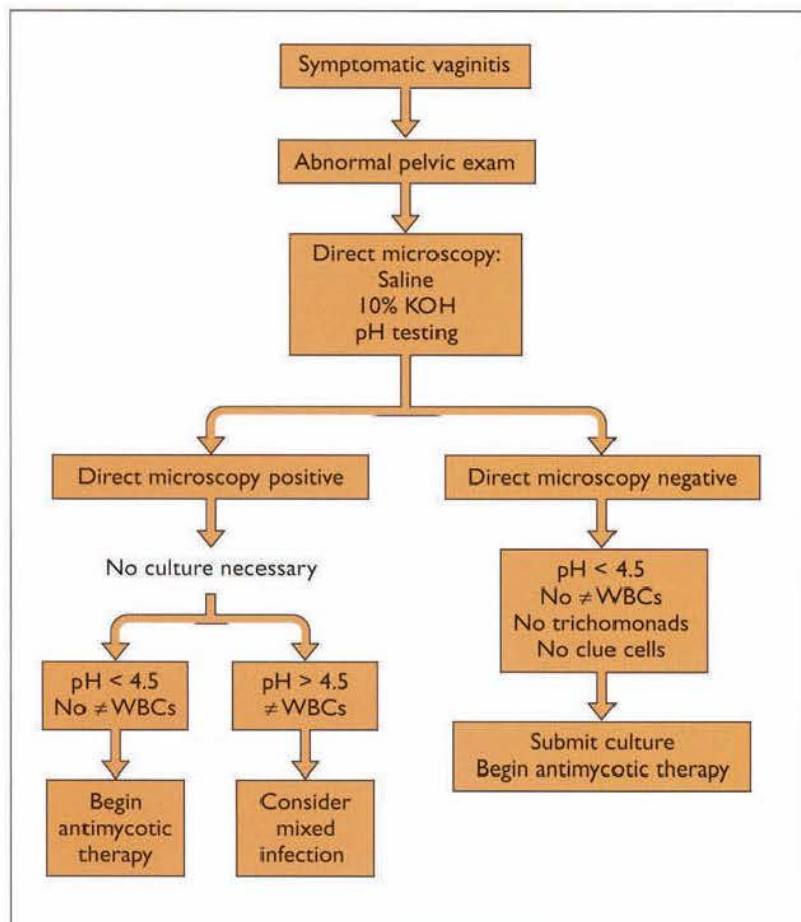 Symptomatic vaginitis
Abnormal pelvic exam
Direct microscopy:
Saline
10% KOH
pH testing
Direct microscopy positive
Direct microscopy negative
No culture necessary
pH < 4.5
No ≠ WBCs
No trichomonads
No clue cells
pH < 4.5
No ≠ WBCs
pH > 4.5
≠ WBCs
Submit culture
Begin antimycotic therapy
Begin
antimycotic
therapy
Consider
mixed
infection